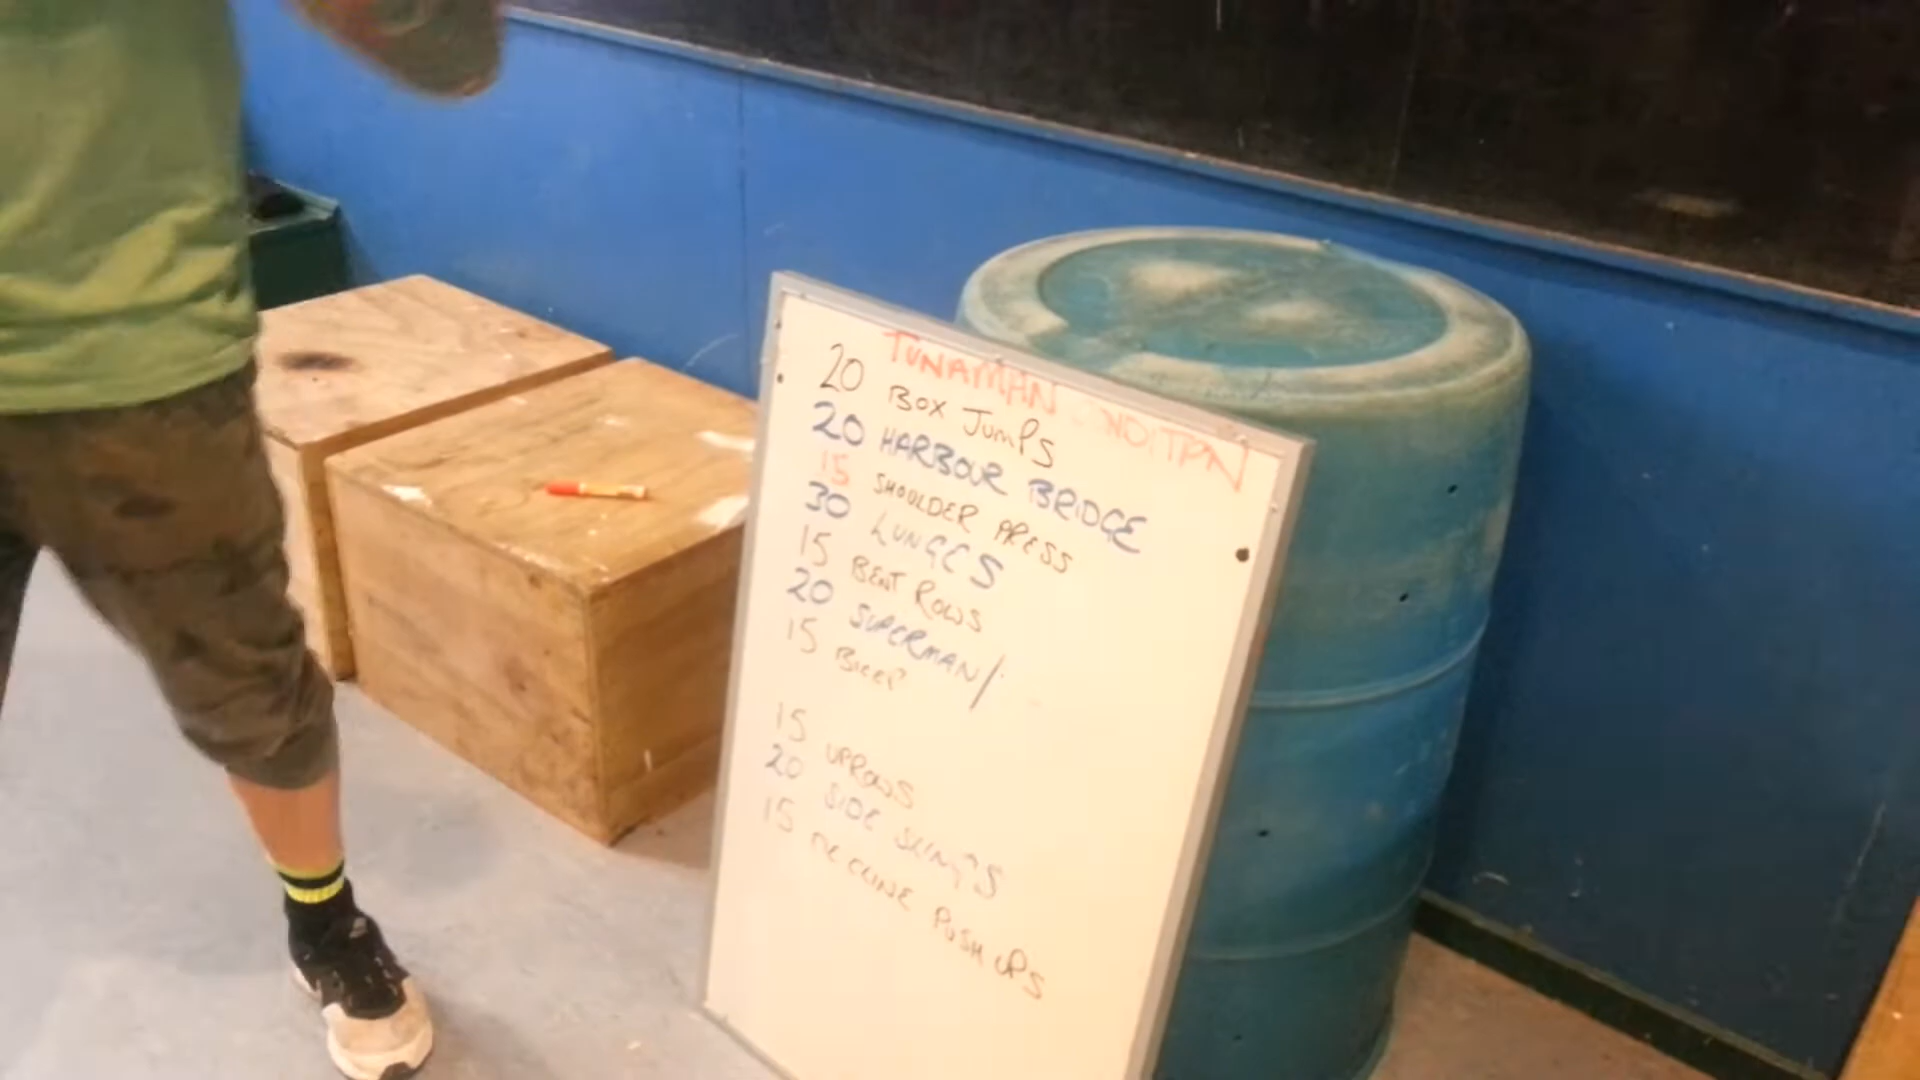 TUNAMAN
20 BOX JUMPS
20 HARBOUR BRIDGE
15 SHOULDER PRESS
30 LUNGES
15 BENT ROWS
20 SUPERMAN/
15
15 UPROWS
20 SIDE
15 DECLINE PUSH UPS